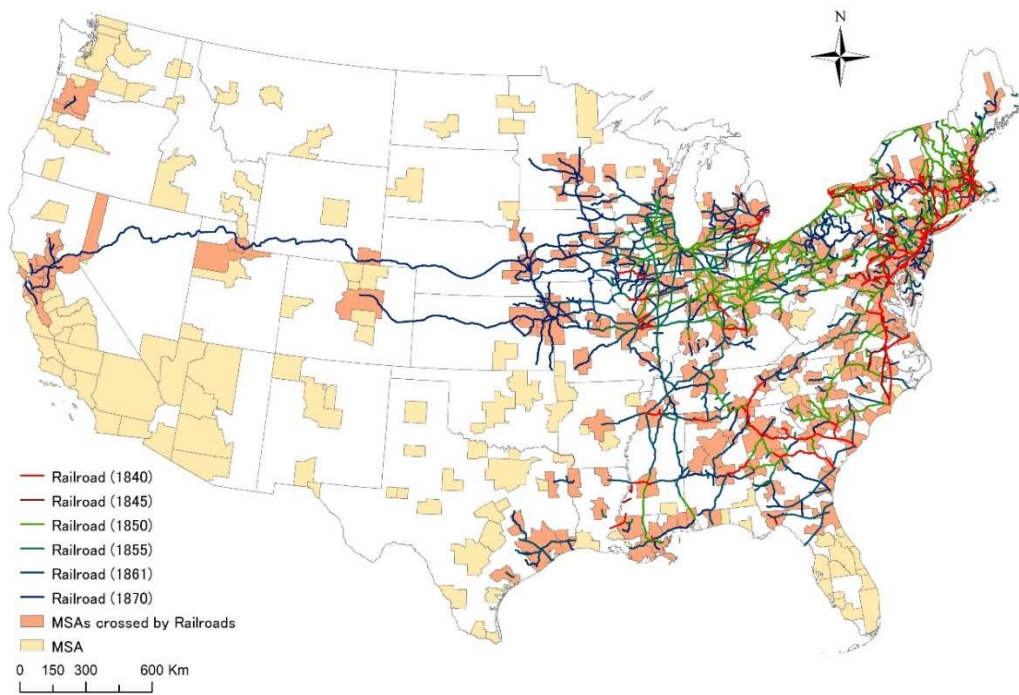 N
Railroad (1840)
Railroad (1845)
Railroad (1850)
Railroad (1855)
Railroad (1861)
Railroad (1870)
MSAs crossed by Railroads
MSA
0 150 300 600 Km